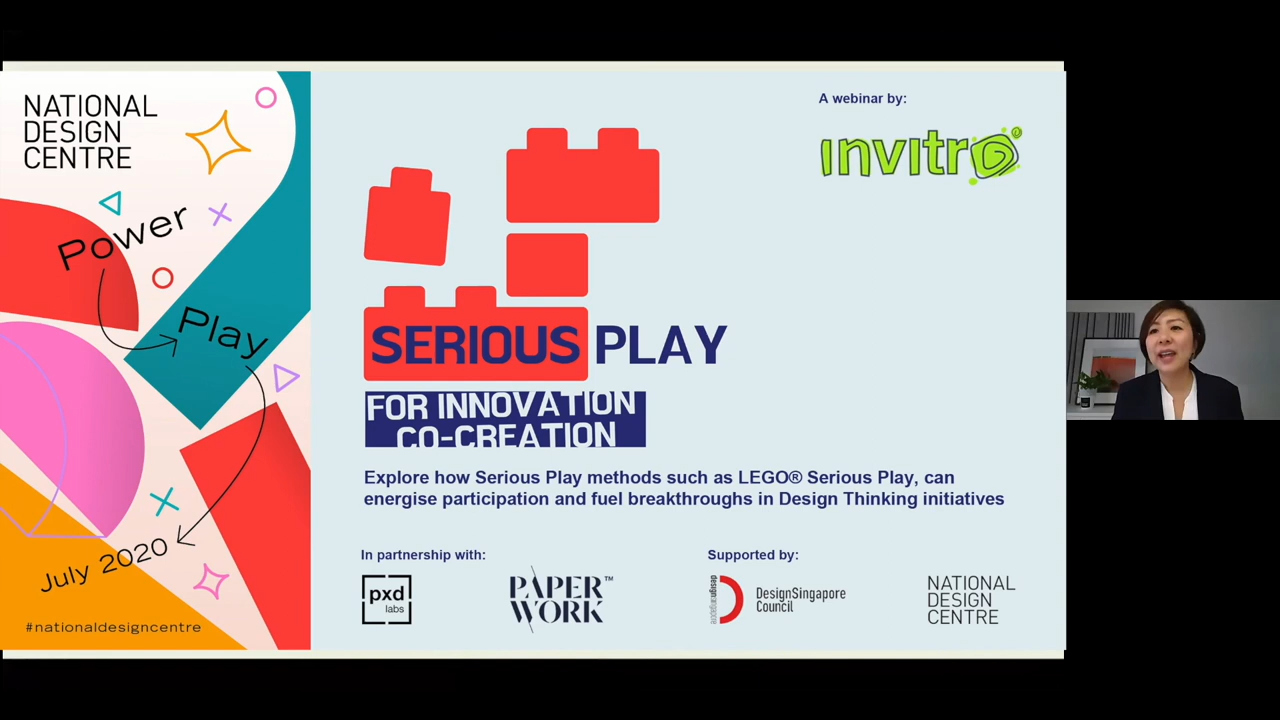 NATIONAL
DESIGN
CENTRE
Power
Play
July 2020
#nationaldesigncentre
A webinar by:
invitro
SERIOUS PLAY
FOR INNOVATION
CO-CREATION
Explore how Serious Play methods such as LEGO® Serious Play, can
energise participation and fuel breakthroughs in Design Thinking initiatives
In partnership with:
pxd
labs
PAPER™
WORK
Supported by:
designsingapore
DesignSingapore
Council
NATIONAL
DESIGN
CENTRE